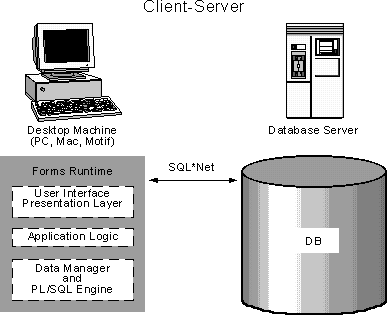 Client-Server
Desktop Machine
(PC, Mac, Motif)
Database Server
Forms Runtime
User Interface
Presentation Layer
Application Logic
Data Manager
and
PL/SQL Engine
SQL*Net
DB